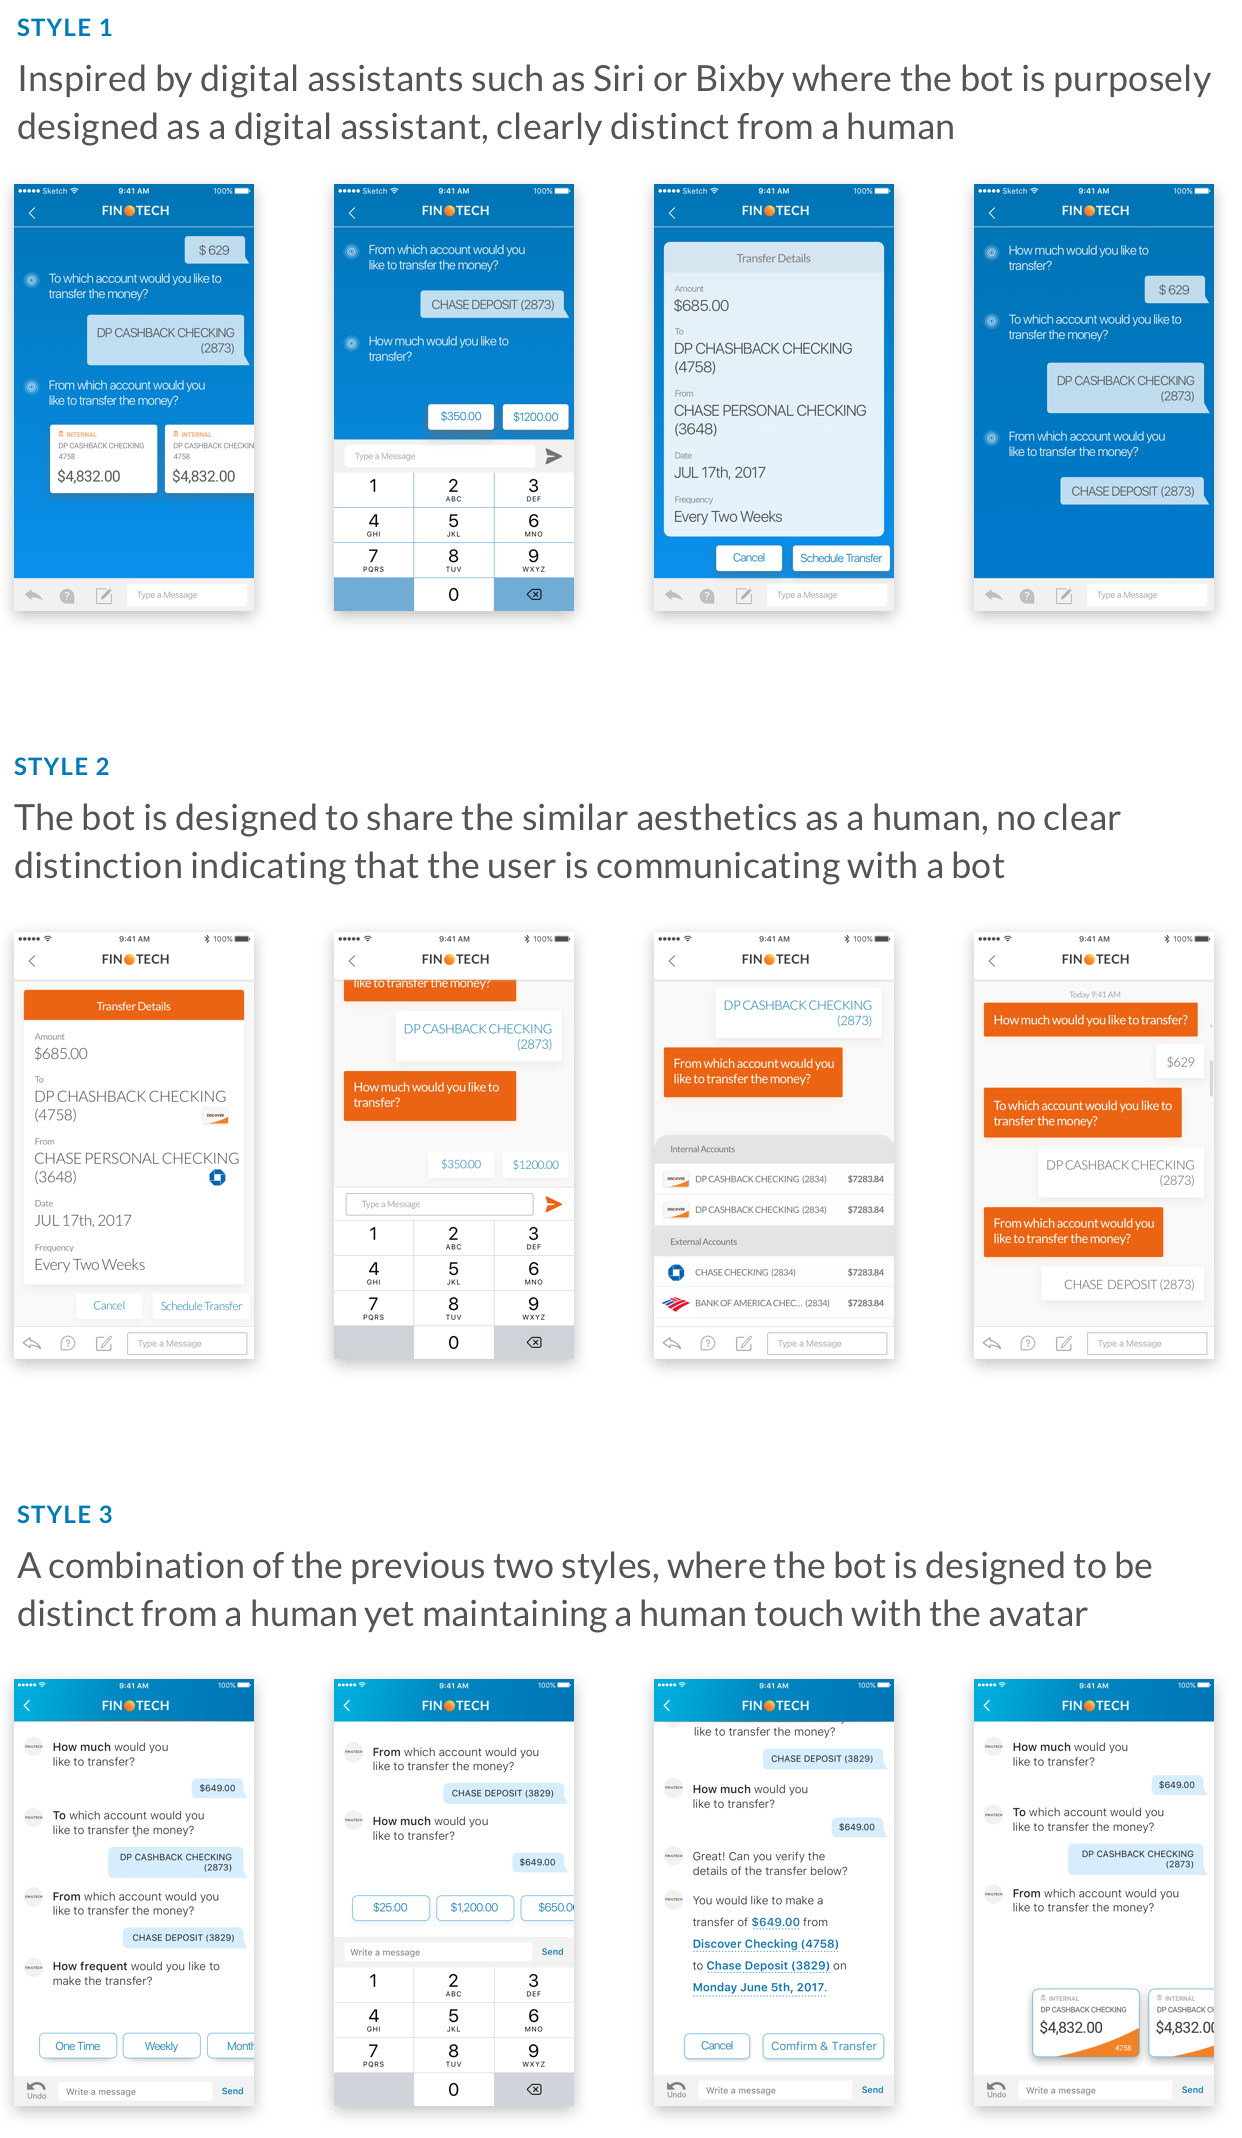 STYLE 1
Inspired by digital assistants such as Siri or Bixby where the bot is purposely
designed as a digital assistant, clearly distinct from a human
Sketch 9:41 AM 100%
FIN TECH
$ 629
To which account would you like to
transfer the money?
DP CASHBACK CHECKING
(2873)
From which account would you
like to transfer the money?
INTERNAL
DP CASHBACK CHECKING
4758
$4,832.00
INTERNAL
DP CASHBACK CHECKIN
4758
$4,832.00
Type a Message
Sketch 9:41 AM 100%
FIN TECH
From which account would you
like to transfer the money?
CHASE DEPOSIT (2873)
How much would you like to
transfer?
$350.00 $1200.00
Type a Message
1 2 3
ABC DEF
4 5 6
GHI JKL MNO
7 8 9
PQRS TUV WXYZ
0
Sketch 9:41 AM 100%
FIN TECH
Transfer Details
Amount
$685.00
To
DP CHASHBACK CHECKING
(4758)
From
CHASE PERSONAL CHECKING
(3648)
Date
JUL 17th, 2017
Frequency
Every Two Weeks
Cancel Schedule Transfer
? Type a Message
Sketch 9:41 AM 100%
FIN TECH
How much would you like to
transfer?
$ 629
To which account would you like to
transfer the money?
DP CASHBACK CHECKING
(2873)
From which account would you
like to transfer the money?
CHASE DEPOSIT (2873)
? Type a Message
STYLE 2
The bot is designed to share the similar aesthetics as a human, no clear
distinction indicating that the user is communicating with a bot
9:41 AM 100%
FIN TECH
Transfer Details
Amount
$685.00
To
DP CHASHBACK CHECKING
(4758)
DISCOVER
From
CHASE PERSONAL CHECKING
(3648)
Date
JUL 17th, 2017
Frequency
Every Two Weeks
Cancel Schedule Transfer
? Type a Message
9:41 AM 100%
FIN TECH
like to transfer the money?
DP CASHBACK CHECKING
(2873)
How much would you like to
transfer?
$350.00 $1200.00
Type a Message
1 2 3
ABC DEF
4 5 6
GHI JKL MNO
7 8 9
PQRS TUV WXYZ
0
9:41 AM 100%
FIN TECH
DP CASHBACK CHECKING
(2873)
From which account would you
like to transfer the money?
Internal Accounts
DISCOVER DP CASHBACK CHECKING (2834) $7283.84
DISCOVER DP CASHBACK CHECKING (2834) $7283.84
External Accounts
CHASE CHECKING (2834) $7283.84
BANK OF AMERICA CHEC... (2834) $7283.84
? Type a Message
9:41 AM 100%
FIN TECH
Today 9:41 AM
How much would you like to transfer?
$629
To which account would you like to
transfer the money?
DP CASHBACK CHECKING
(2873)
From which account would you
like to transfer the money?
CHASE DEPOSIT (2873)
? Type a Message
STYLE 3
A combination of the previous two styles, where the bot is designed to be
distinct from a human yet maintaining a human touch with the avatar
9:41 AM 100%
FIN TECH
How much would you
like to transfer?
$649.00
To which account would you
like to transfer the money?
DP CASHBACK CHECKING
(2873)
From which account would you
like to transfer the money?
CHASE DEPOSIT (3829)
How frequent would you like to
make the transfer?
One Time Weekly Month
Undo Write a message Send
9:41 AM 100%
FIN TECH
From which account would you
like to transfer the money?
CHASE DEPOSIT (3829)
How much would you
like to transfer?
$649.00
$25.00 $1,200.00 $650.0
Write a message Send
1 2 3
ABC DEF
4 5 6
GHI JKL MNO
7 8 9
PQRS TUV WXYZ
0
9:41 AM 100%
FIN TECH
like to transfer the money?
CHASE DEPOSIT (3829)
How much would you
like to transfer?
$649.00
Great! Can you verify the
details of the transfer below?
You would like to make a
transfer of $649.00 from
Discover Checking (4758)
to Chase Deposit (3829) on
Monday June 5th, 2017.
Cancel Comfirm & Transfer
Undo Write a message Send
9:41 AM 100%
FIN TECH
How much would you
like to transfer?
$649.00
To which account would you
like to transfer the money?
DP CASHBACK CHECKING
(2873)
From which account would you
like to transfer the money?
INTERNAL
DP CASHBACK CHECKING
$4,832.00
4758
INTERNAL
DP CASHBACK CH
$4,832.0
Undo Write a message Send